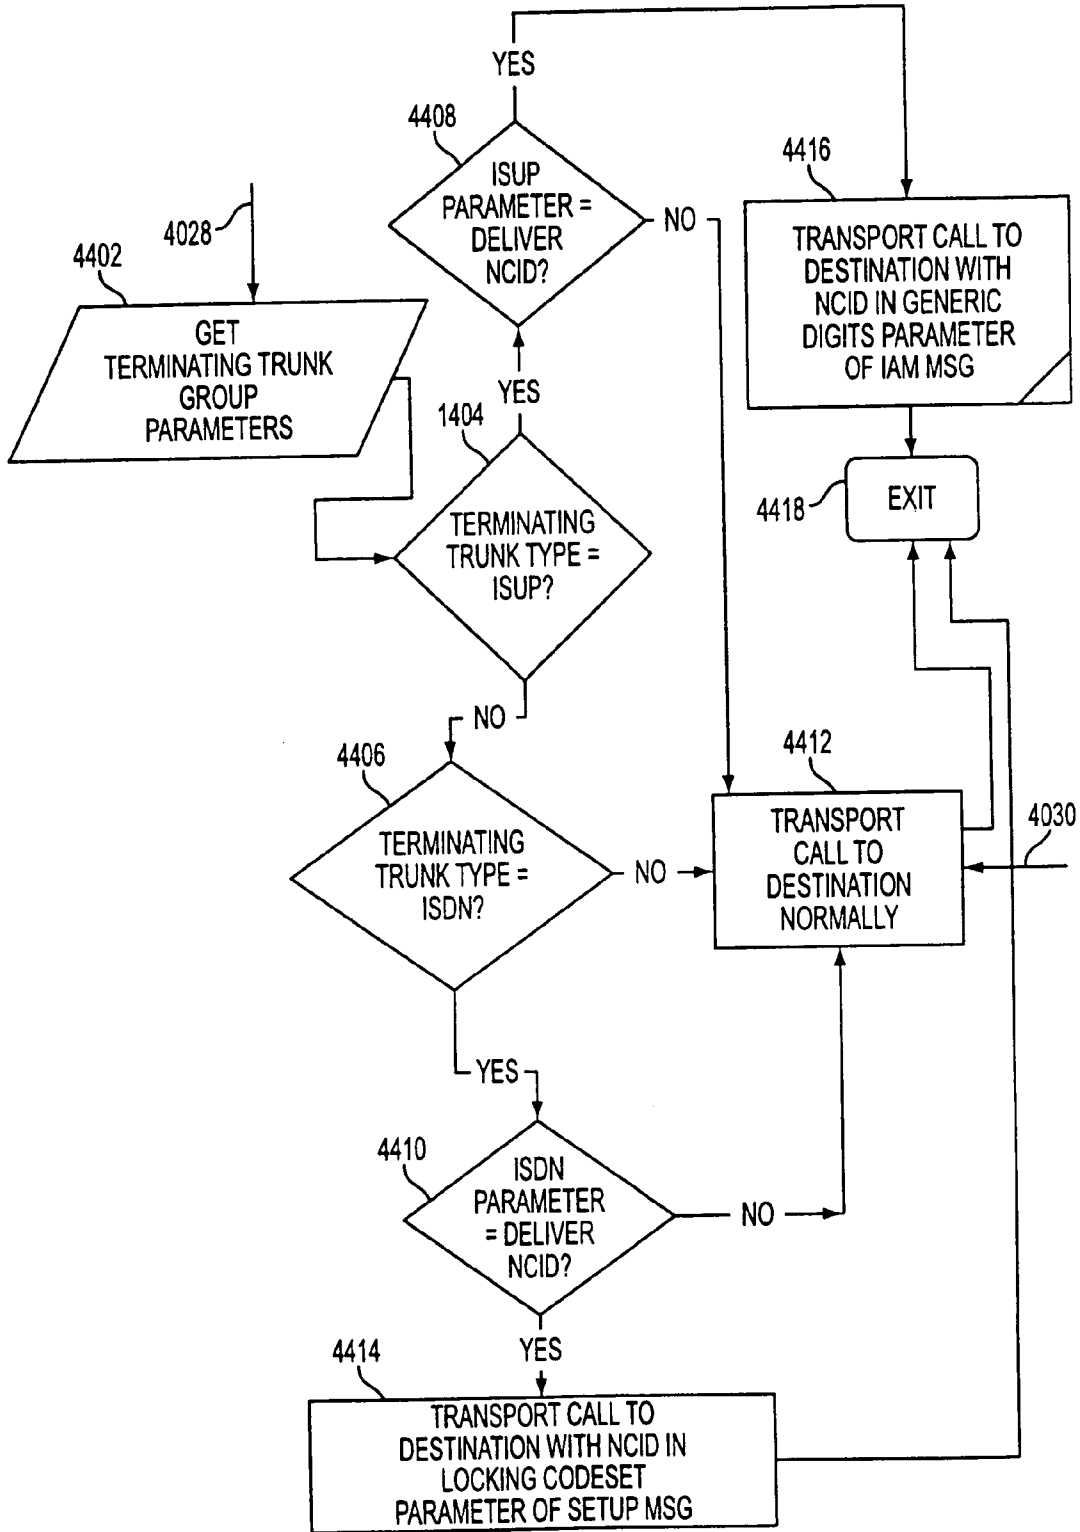 YES
4408
ISUP
PARAMETER =
DELIVER
NCID?
NO
4416
TRANSPORT CALL TO
DESTINATION WITH
NCID IN GENERIC
DIGITS PARAMETER
OF IAM MSG
4028
4402
GET
TERMINATING TRUNK
GROUP
PARAMETERS
YES
1404
TERMINATING
TRUNK TYPE =
ISUP?
4418
EXIT
NO
4406
TERMINATING
TRUNK TYPE =
ISDN?
NO
4412
TRANSPORT
CALL TO
DESTINATION
NORMALLY
4030
YES
4410
ISDN
PARAMETER
= DELIVER
NCID?
NO
YES
4414
TRANSPORT CALL TO
DESTINATION WITH NCID IN
LOCKING CODESET
PARAMETER OF SETUP MSG